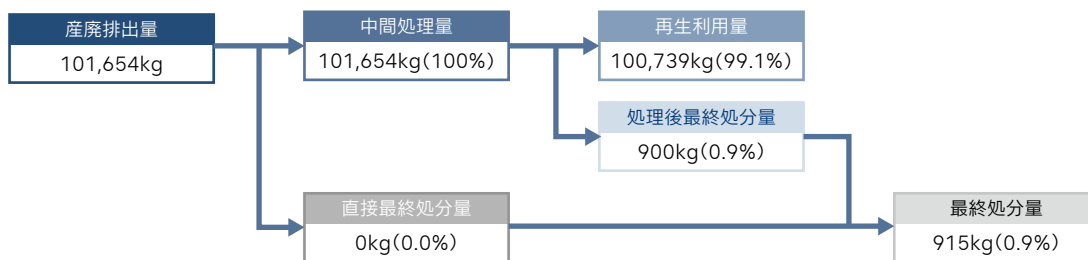 産廃排出量
101,654kg
中間処理量
101,654kg(100%)
再生利用量
100,739kg(99.1%)
処理後最終処分量
900kg(0.9%)
直接最終処分量
0kg(0.0%)
最終処分量
915kg(0.9%)